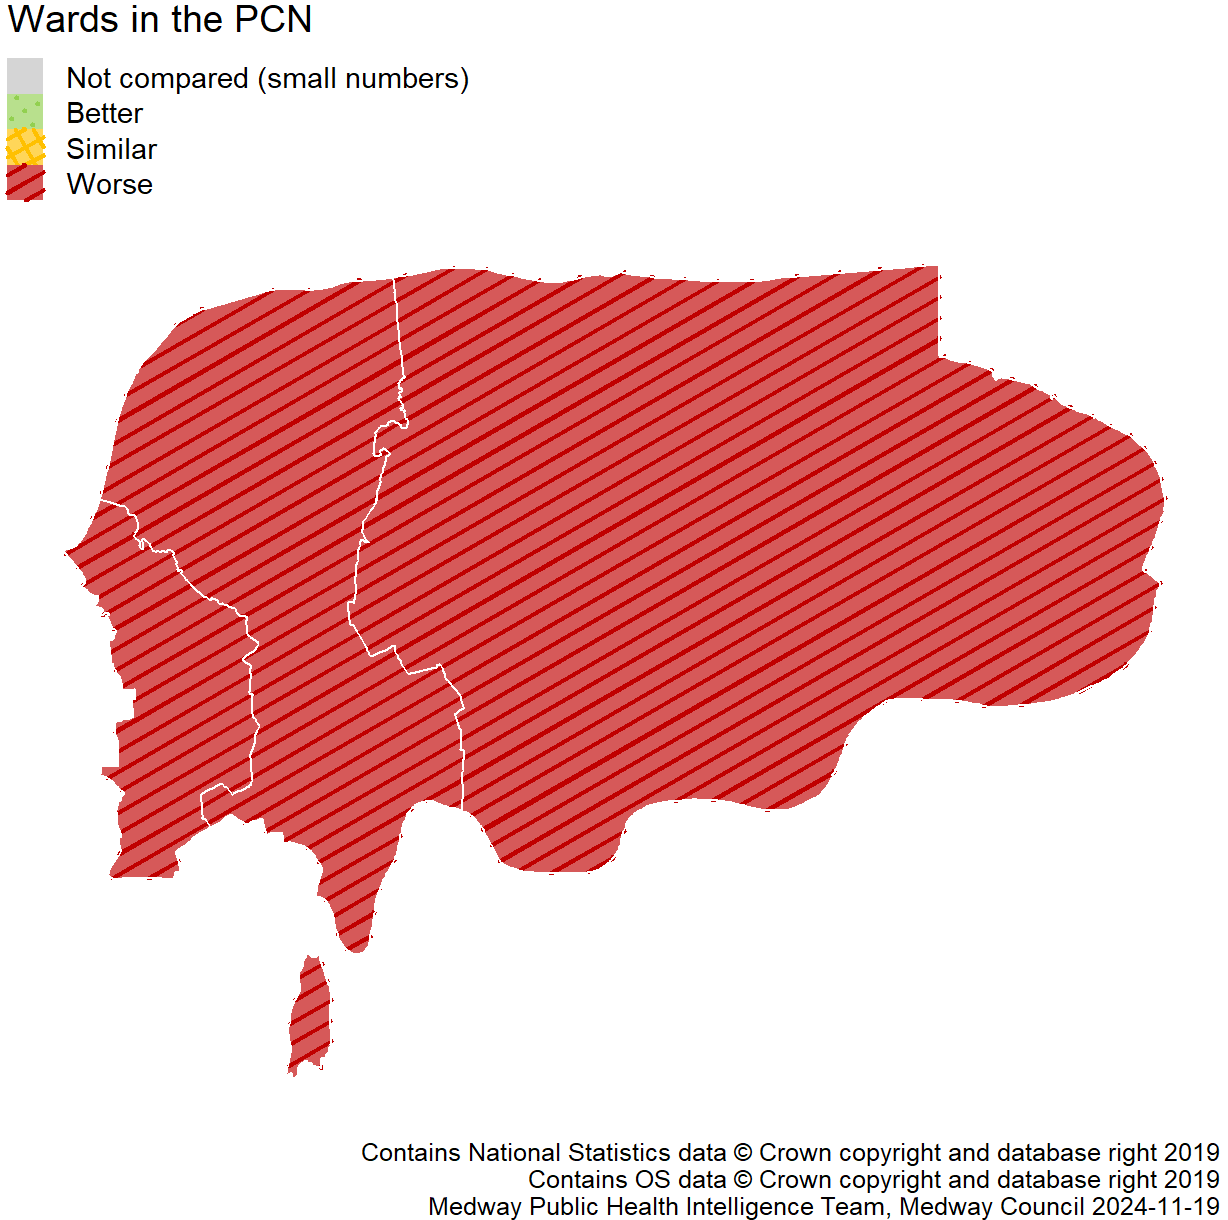 Wards in the PCN
Not compared (small numbers)
Better
Similar
Worse
Contains National Statistics data © Crown copyright and database right 2019
Contains OS data © Crown copyright and database right 2019
Medway Public Health Intelligence Team, Medway Council 2024-11-19